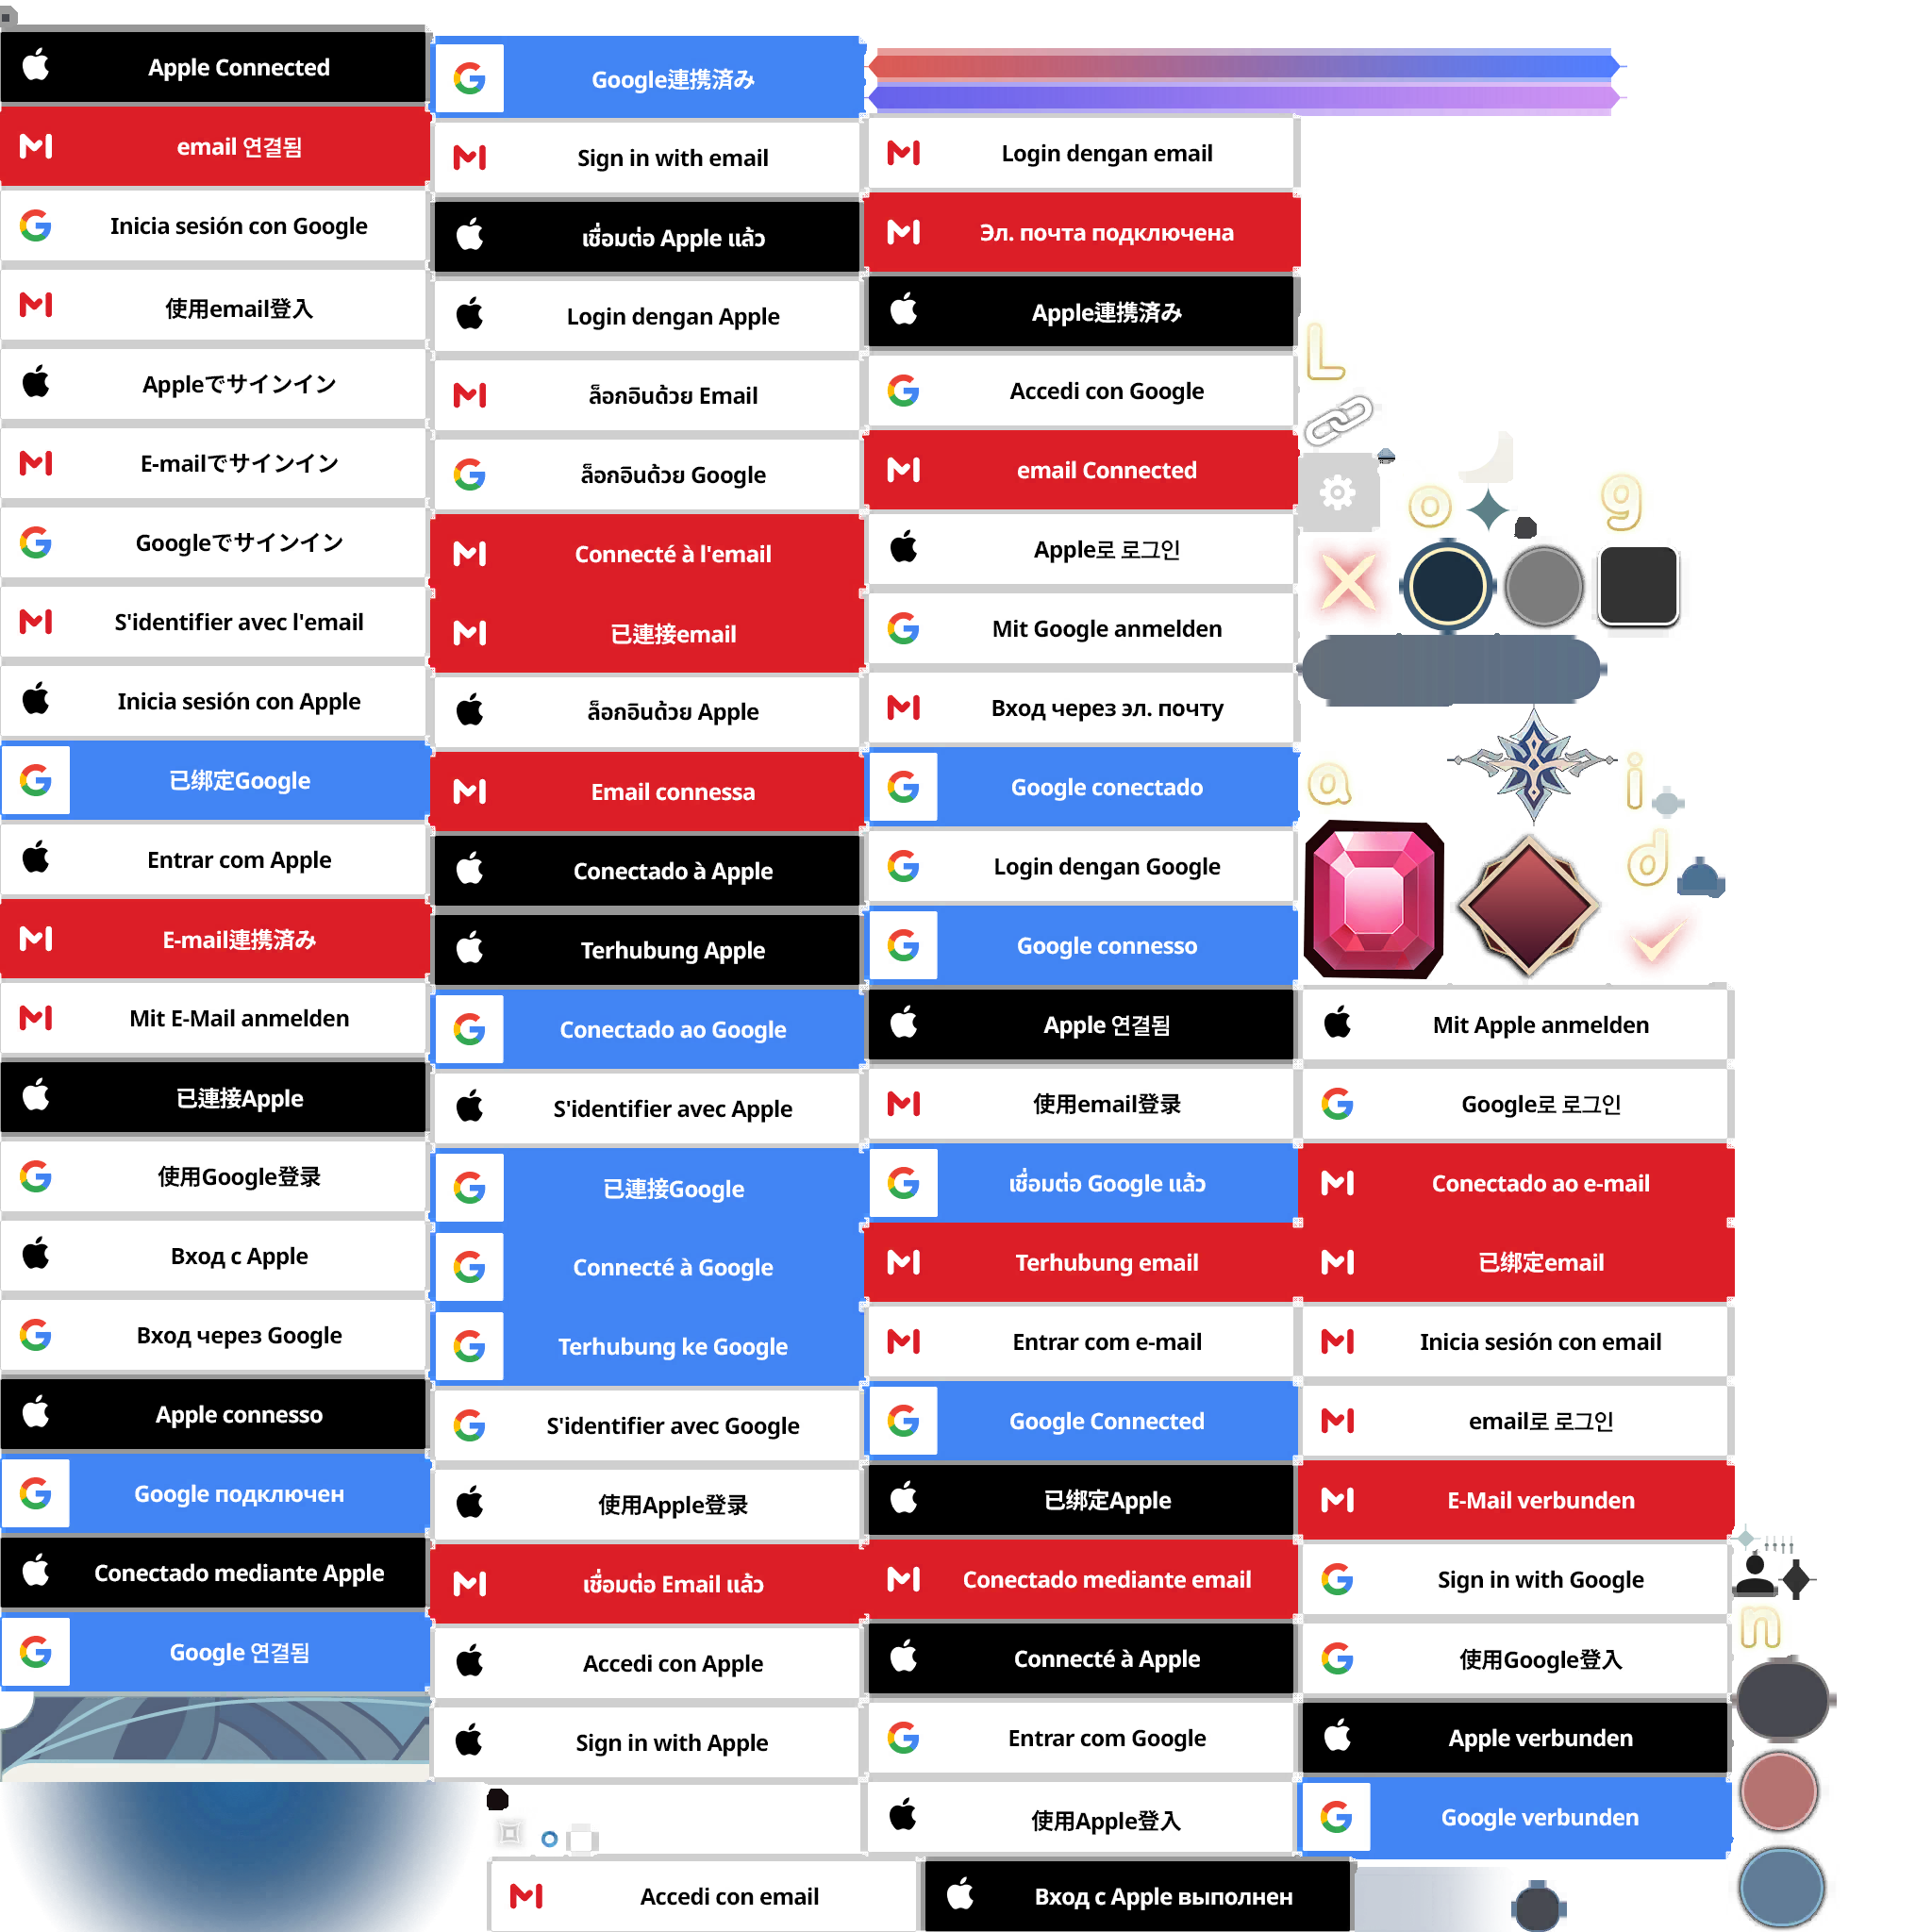 Apple Connected
email 연결됨
Inicia sesión con Google
使用email登入
Appleでサインイン
E-mailでサインイン
Googleでサインイン
S'identifier avec l'email
Inicia sesión con Apple
已绑定Google
Entrar com Apple
E-mail連携済み
Mit E-Mail anmelden
已連接Apple
使用Google登录
Вход с Apple
Вход через Google
Apple connesso
Google подключен
Conectado mediante Apple
Google 연결됨
Google連携済み
Sign in with email
เชื่อมต่อ Apple แล้ว
Login dengan Apple
ล็อกอินด้วย Email
ล็อกอินด้วย Google
Connecté à l'email
已連接email
ล็อกอินด้วย Apple
Email connessa
Conectado à Apple
Terhubung Apple
Conectado ao Google
S'identifier avec Apple
已連接Google
Connecté à Google
Terhubung ke Google
S'identifier avec Google
使用Apple登录
เชื่อมต่อ Email แล้ว
Accedi con Apple
Sign in with Apple
Login dengan email
Эл. почта подключена
Apple連携済み
Accedi con Google
email Connected
Apple로 로그인
Mit Google anmelden
Вход через эл. почту
Google conectado
Login dengan Google
Google connesso
Apple 연결됨
使用email登录
เชื่อมต่อ Google แล้ว
Terhubung email
Entrar com e-mail
Google Connected
已绑定Apple
Conectado mediante email
Connecté à Apple
Entrar com Google
使用Apple登入
L
o
g
a
i
d
Mit Apple anmelden
Google로 로그인
Conectado ao e-mail
已绑定email
Inicia sesión con email
email로 로그인
E-Mail verbunden
Sign in with Google
使用Google登入
Apple verbunden
Google verbunden
n
Accedi con email
Вход с Apple выполнен